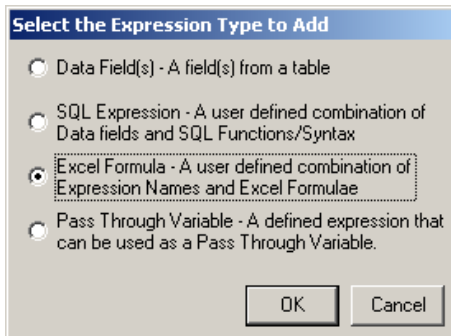 Select the Expression Type to Add
Data Field(s) - A field(s) from a table
SQL Expression - A user defined combination of
Data fields and SQL Functions/Syntax
Excel Formula - A user defined combination of
Expression Names and Excel Formulae
Pass Through Variable - A defined expression that
can be used as a Pass Through Variable.
OK
Cancel